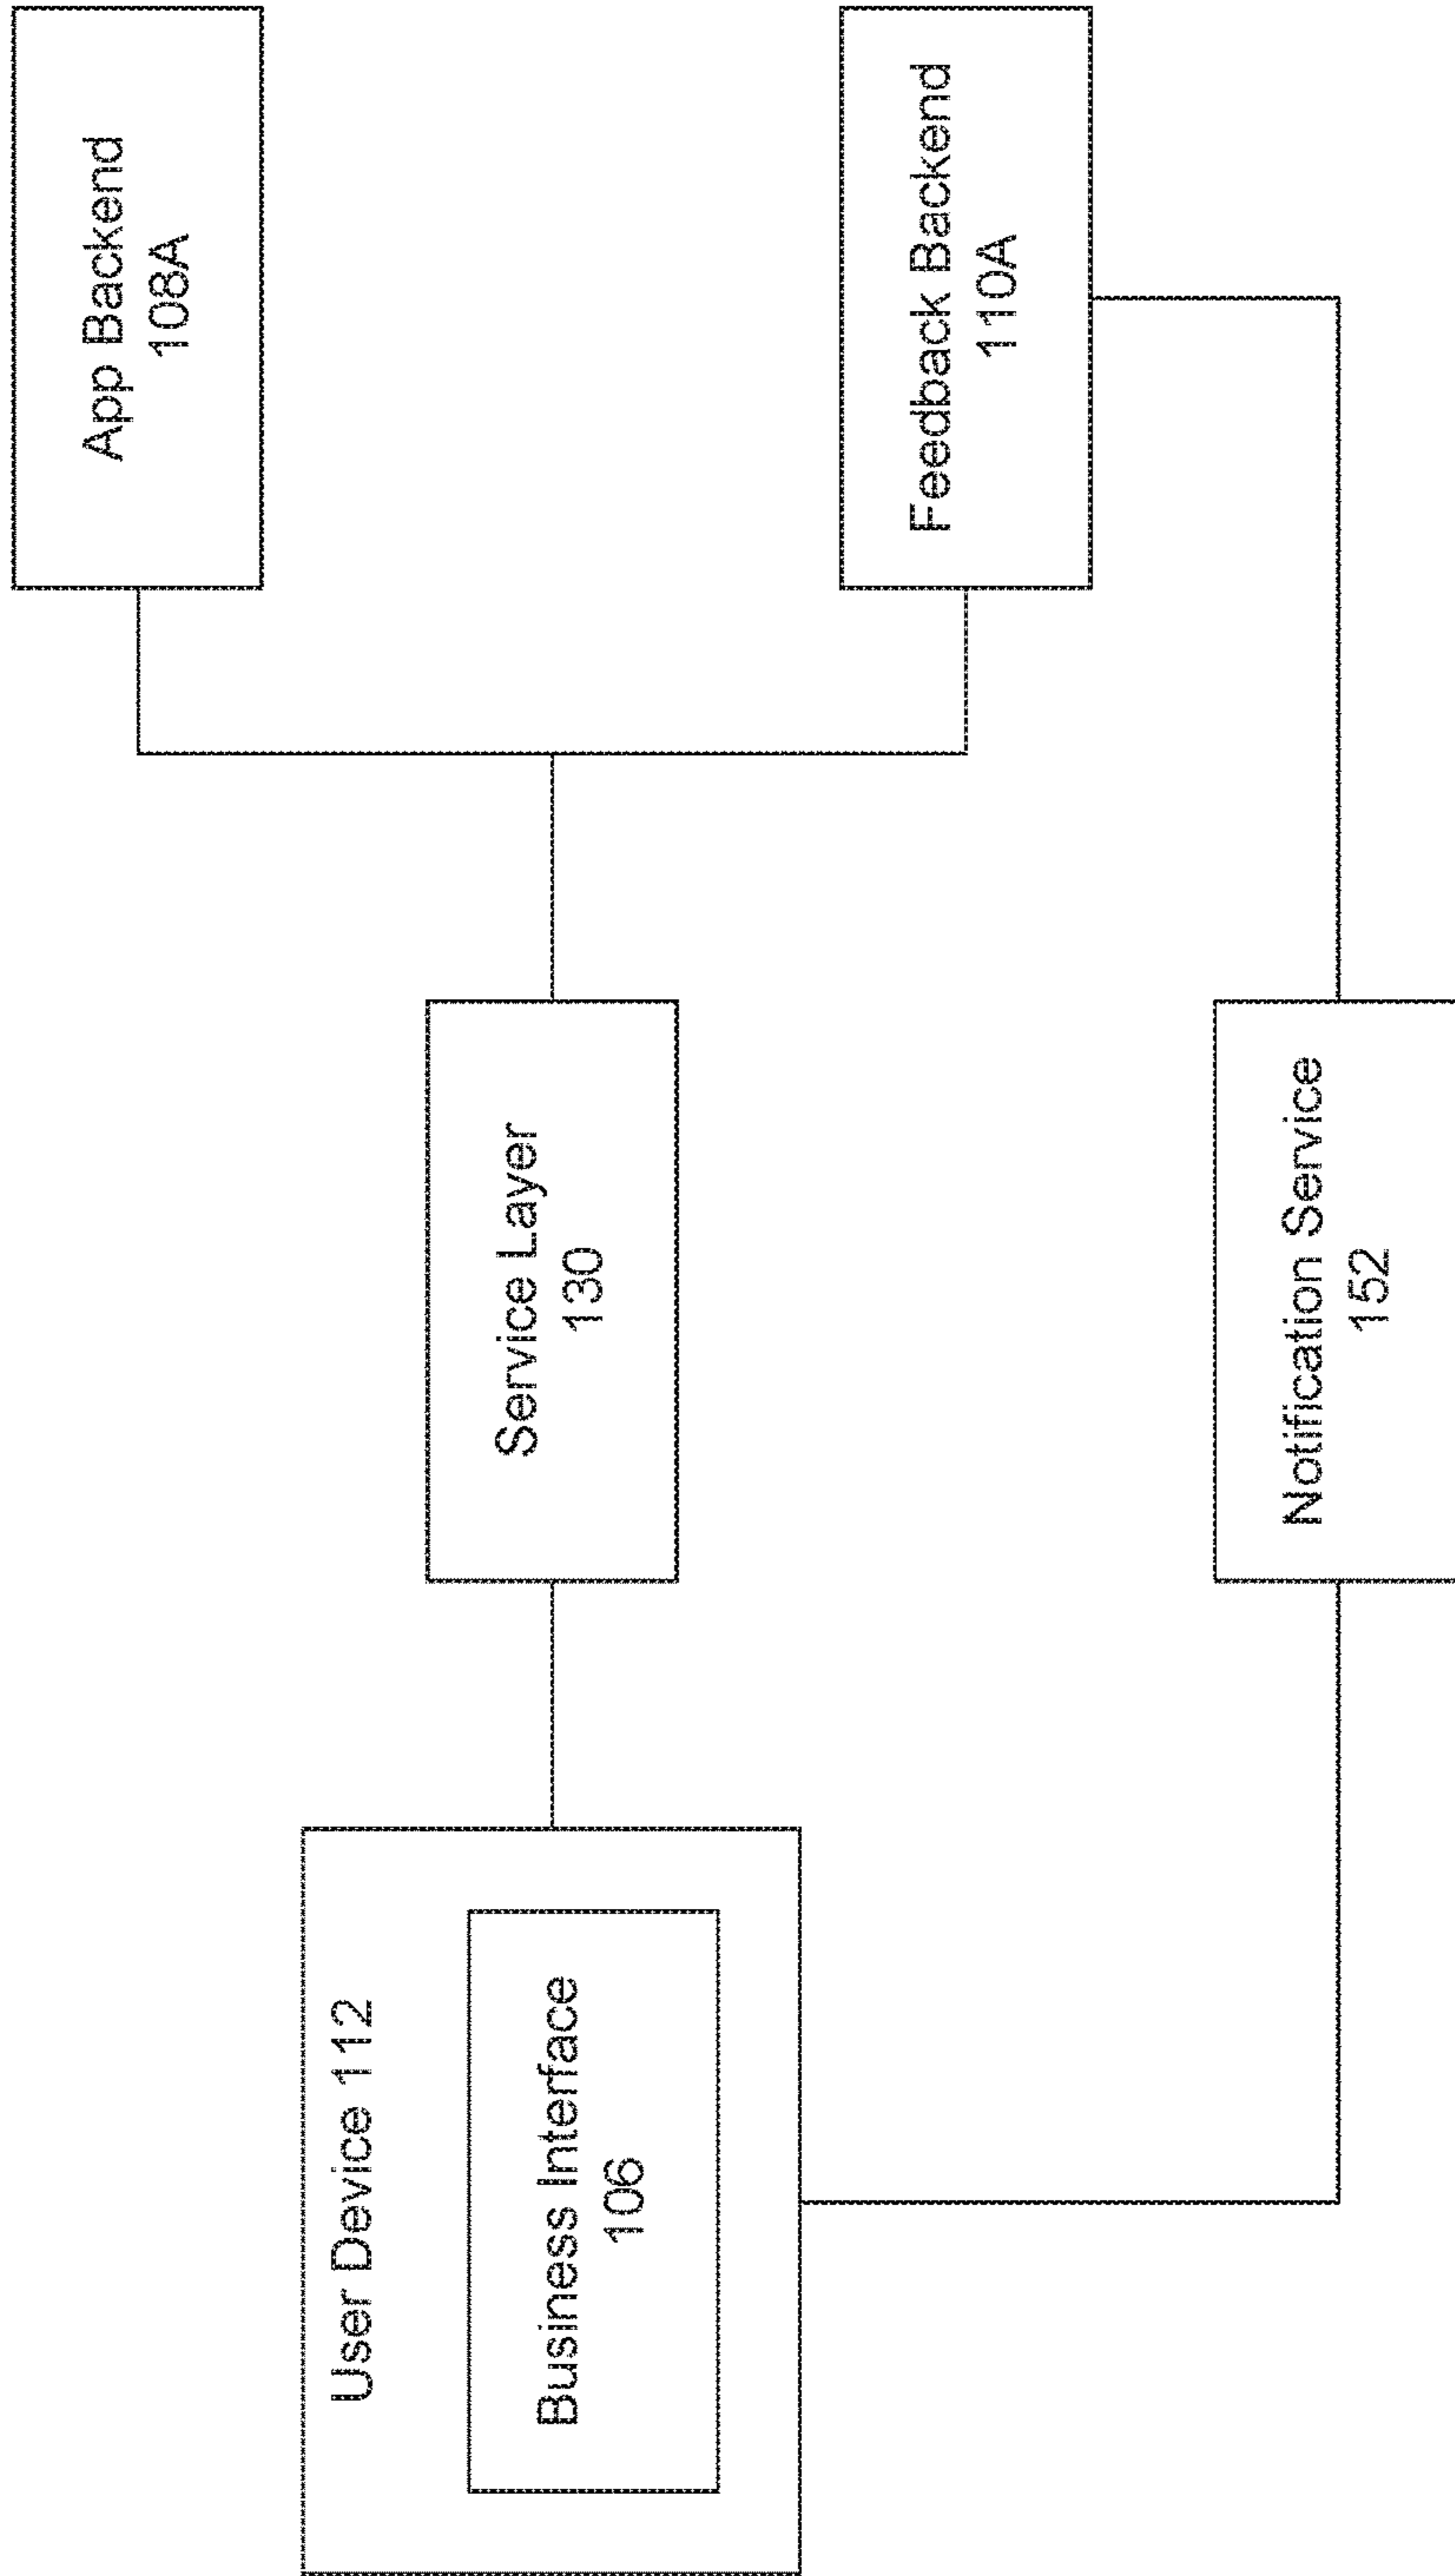 User Device 112
Business Interface
106
Service Layer
130
App Backend
108A
Feedback Backend
110A
Notification Service
152